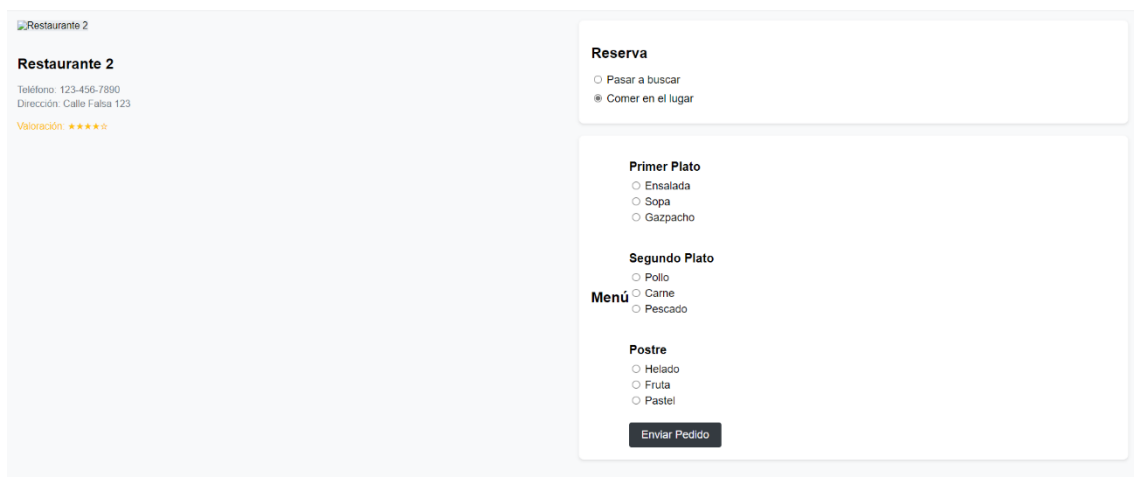 Restaurante 2
Restaurante 2
Teléfono: 123-456-7890
Dirección: Calle Falsa 123
Valoración: ★★★★☆
Reserva
Pasar a buscar
Comer en el lugar
Menú
Primer Plato
Ensalada
Sopa
Gazpacho
Segundo Plato
Pollo
Carne
Pescado
Postre
Helado
Fruta
Pastel
Enviar Pedido